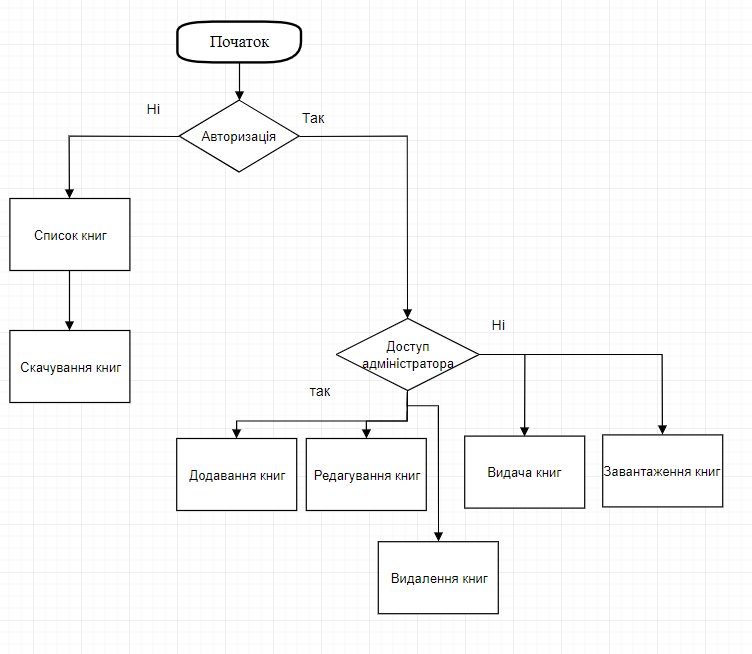 Початок
Ні
Так
Авторизація
Список книг
Скачування книг
Ні
Доступ
адміністратора
так
Додавання книг
Редагування книг
Видача книг
Завантаження книг
Видалення книг